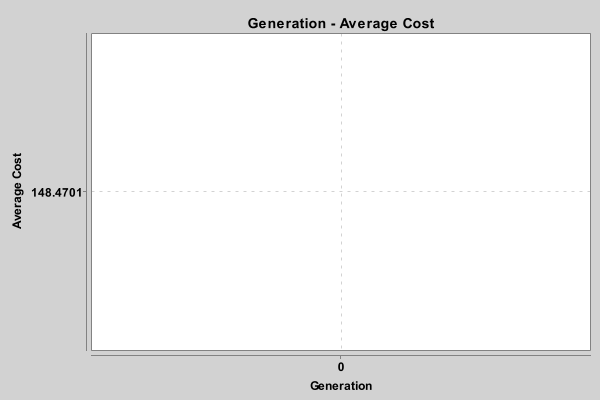 Generation - Average Cost
Average Cost
148.4701
0
Generation